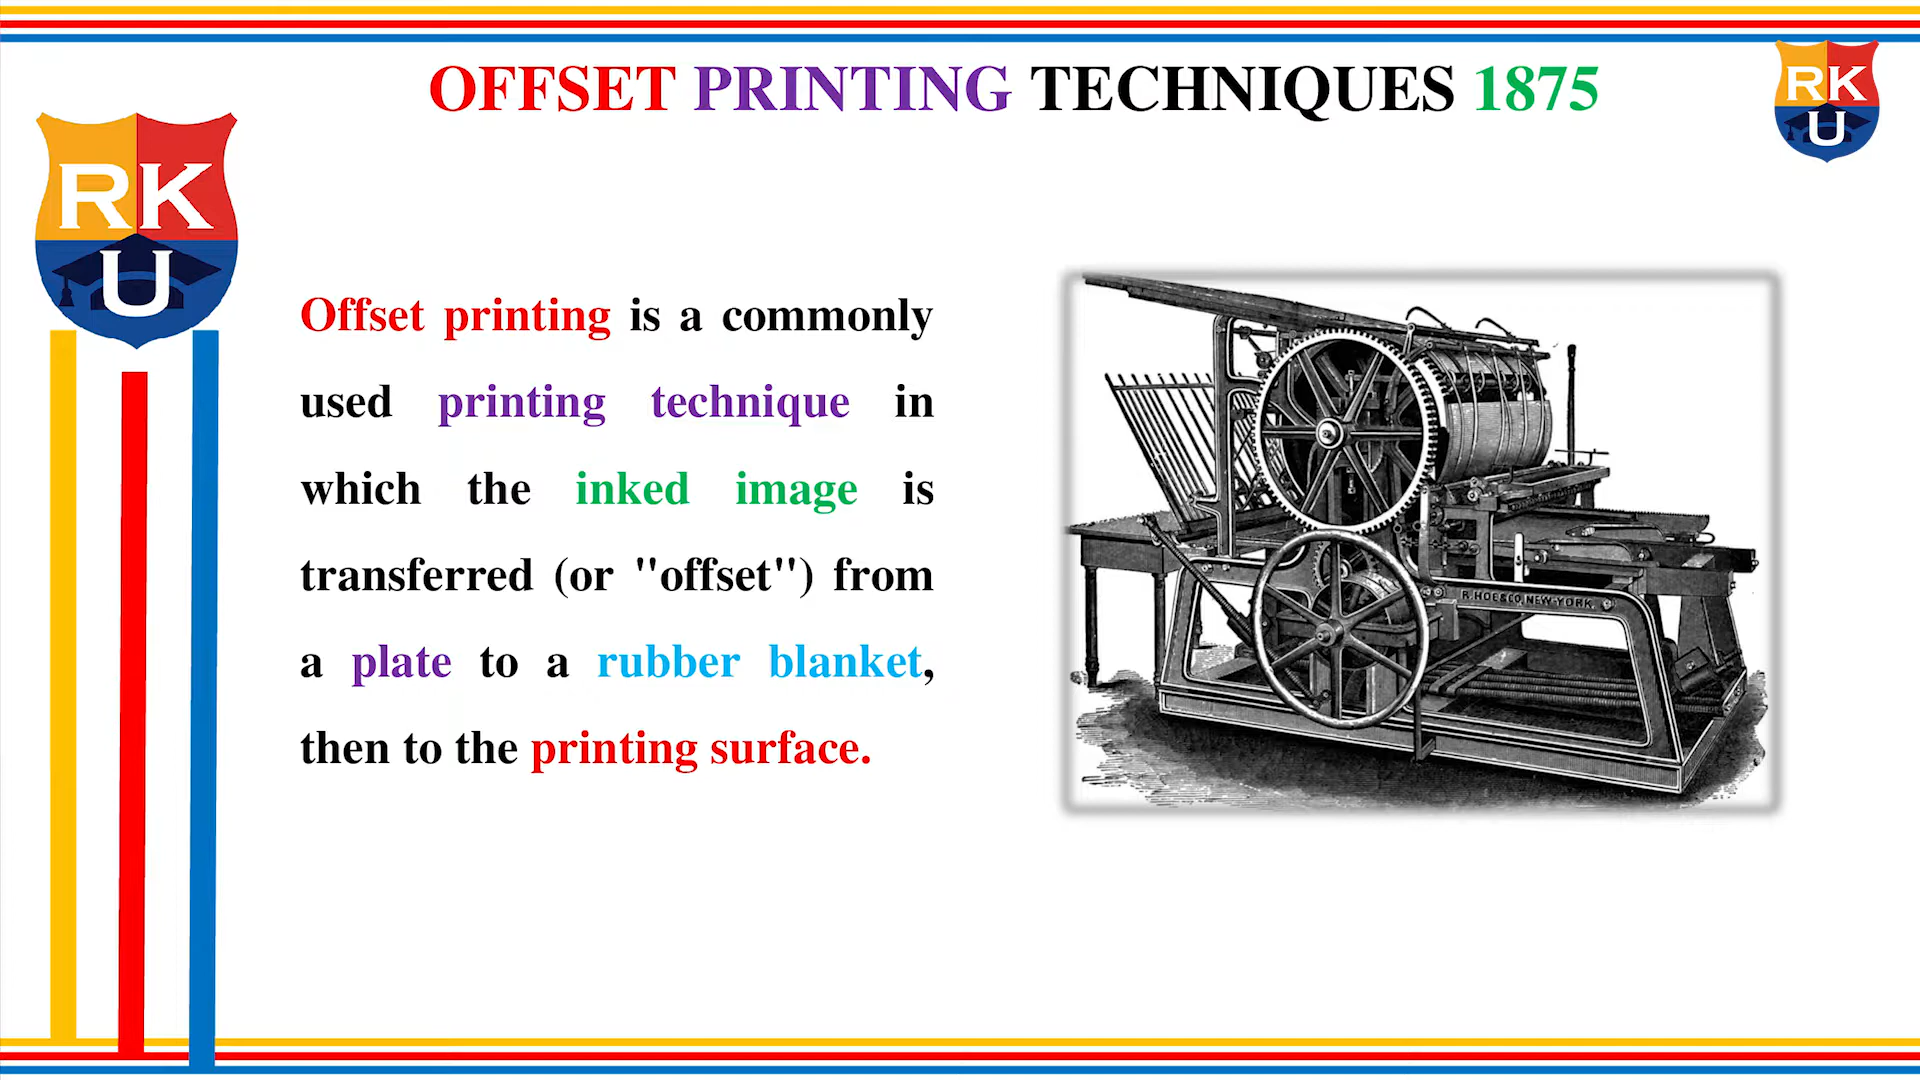 OFFSET PRINTING TECHNIQUES 1875
RK
U
RK
U
Offset printing is a commonly
used printing technique in
which the inked image is
transferred (or "offset") from
a plate to a rubber blanket,
then to the printing surface.
R. HOE & CO. NEW-YORK.